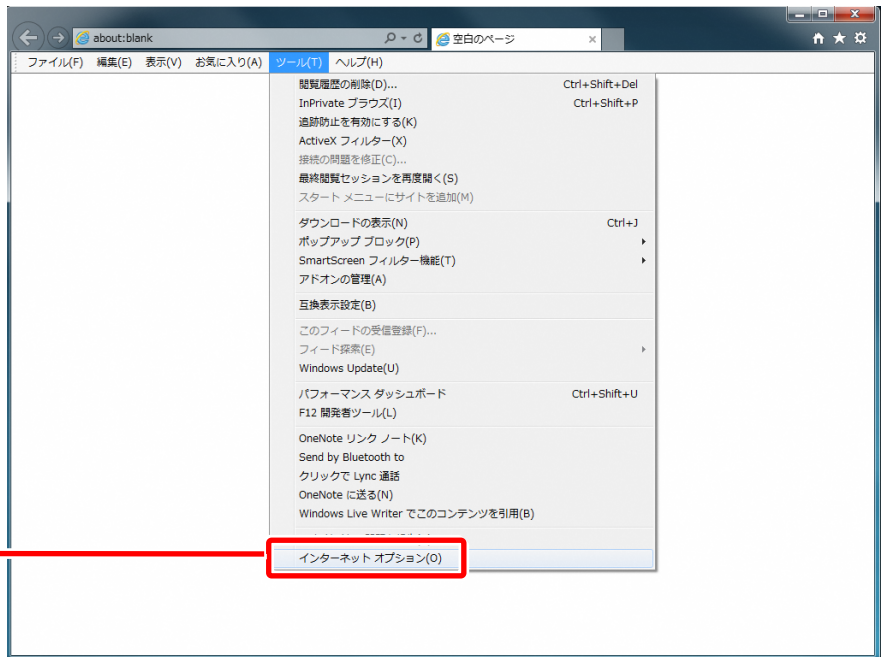 about:blank
空白のページ
ファイル(F) 編集(E) 表示(V) お気に入り(A) ツール(T) ヘルプ(H)
閲覧履歴の削除(D)... Ctrl+Shift+Del
InPrivate ブラウズ(I) Ctrl+Shift+P
追跡防止を有効にする(K)
ActiveX フィルター(X)
接続の問題を修正(C)...
最終閲覧セッションを再度開く(S)
スタート メニューにサイトを追加(M)
ダウンロードの表示(N) Ctrl+J
ポップアップ ブロック(P)
SmartScreen フィルター機能(T)
アドオンの管理(A)
互換表示設定(B)
このフィードの受信登録(F)...
フィード探索(E)
Windows Update(U)
パフォーマンス ダッシュボード Ctrl+Shift+U
F12 開発者ツール(L)
OneNote リンク ノート(K)
Send by Bluetooth to
クリックで Lync 通話
OneNote に送る(N)
Windows Live Writer でこのコンテンツを引用(B)
インターネット オプション(O)